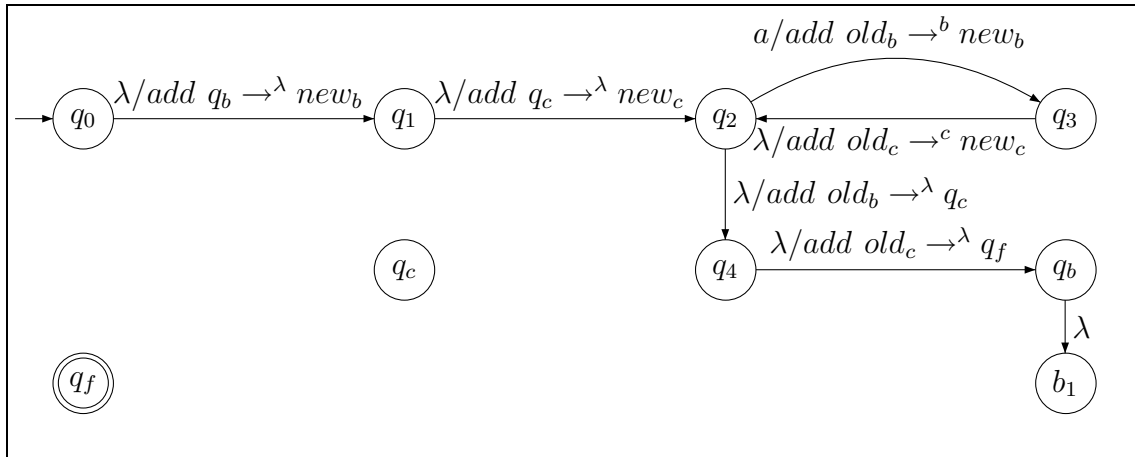 a/add old_b →^b new_b
λ/add q_b →^λ new_b λ/add q_c →^λ new_c
q_0 q_1 q_2 q_3
λ/add old_c →^c new_c
λ/add old_b →^λ q_c
λ/add old_c →^λ q_f
q_c q_4 q_b
λ
q_f b_1